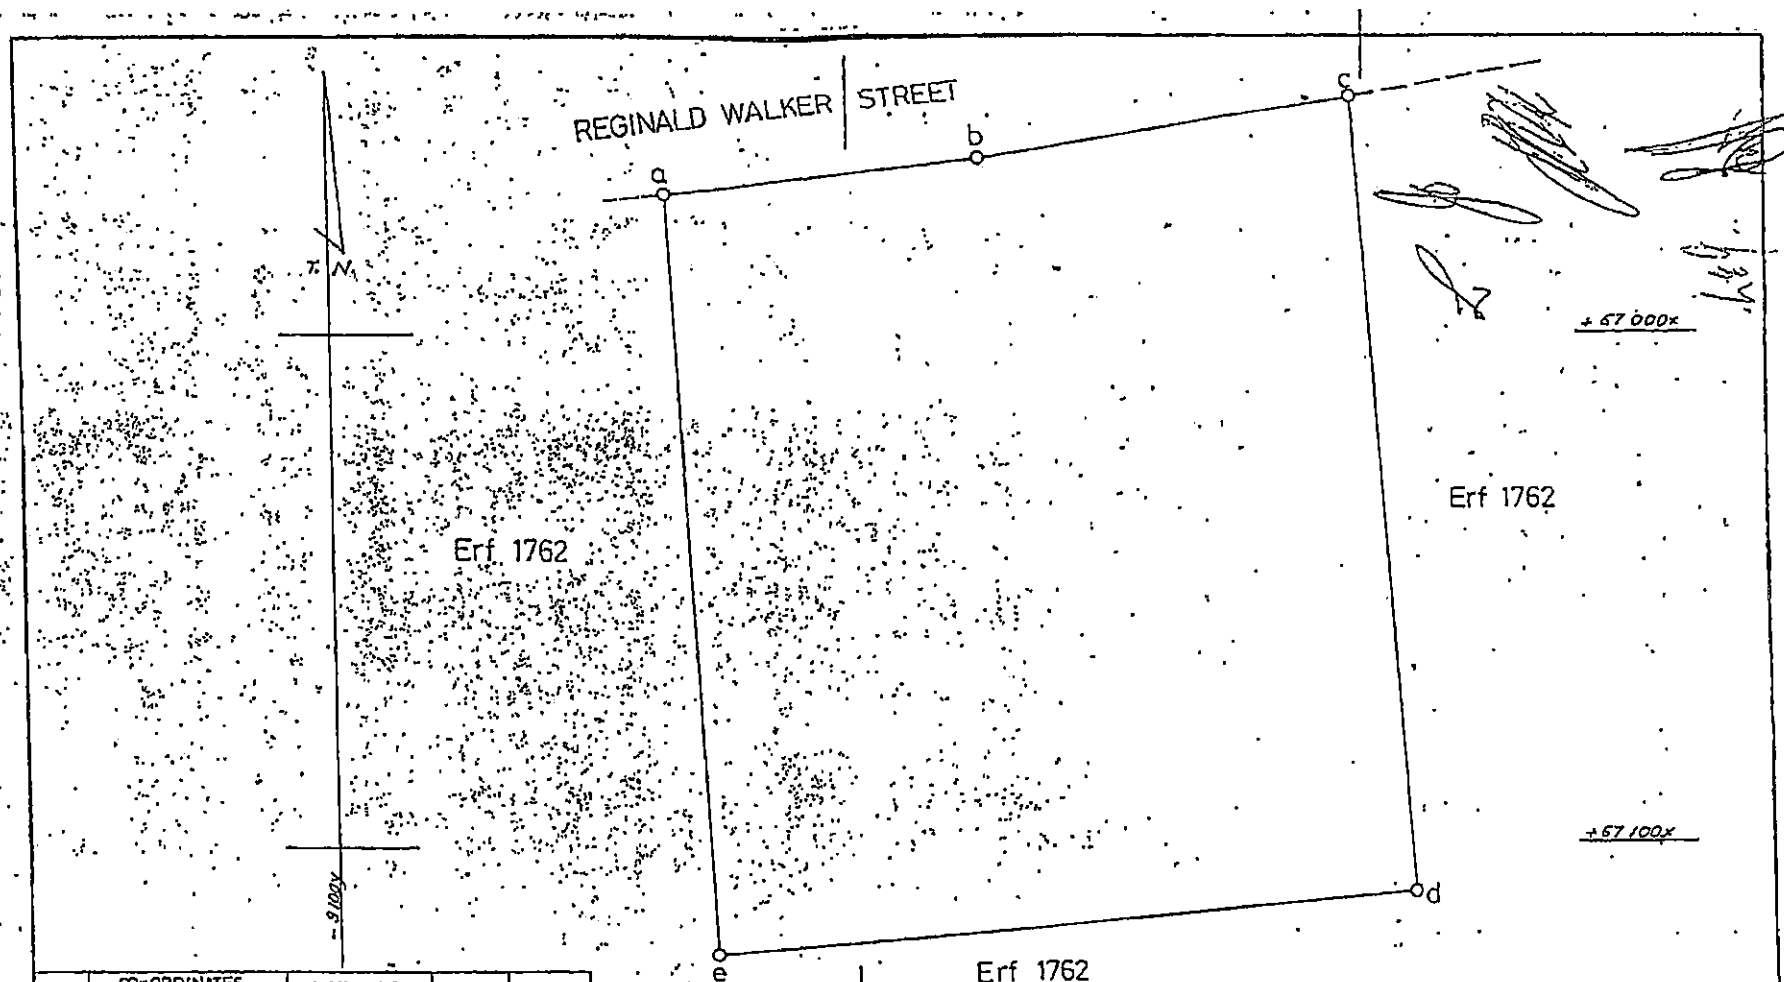 REGINALD WALKER STREET
a
b
c
T. N.
+ 67 000x
Erf 1762
Erf 1762
+67 100x
- 9100y
d
e
Erf 1762
CO-ORDINATES